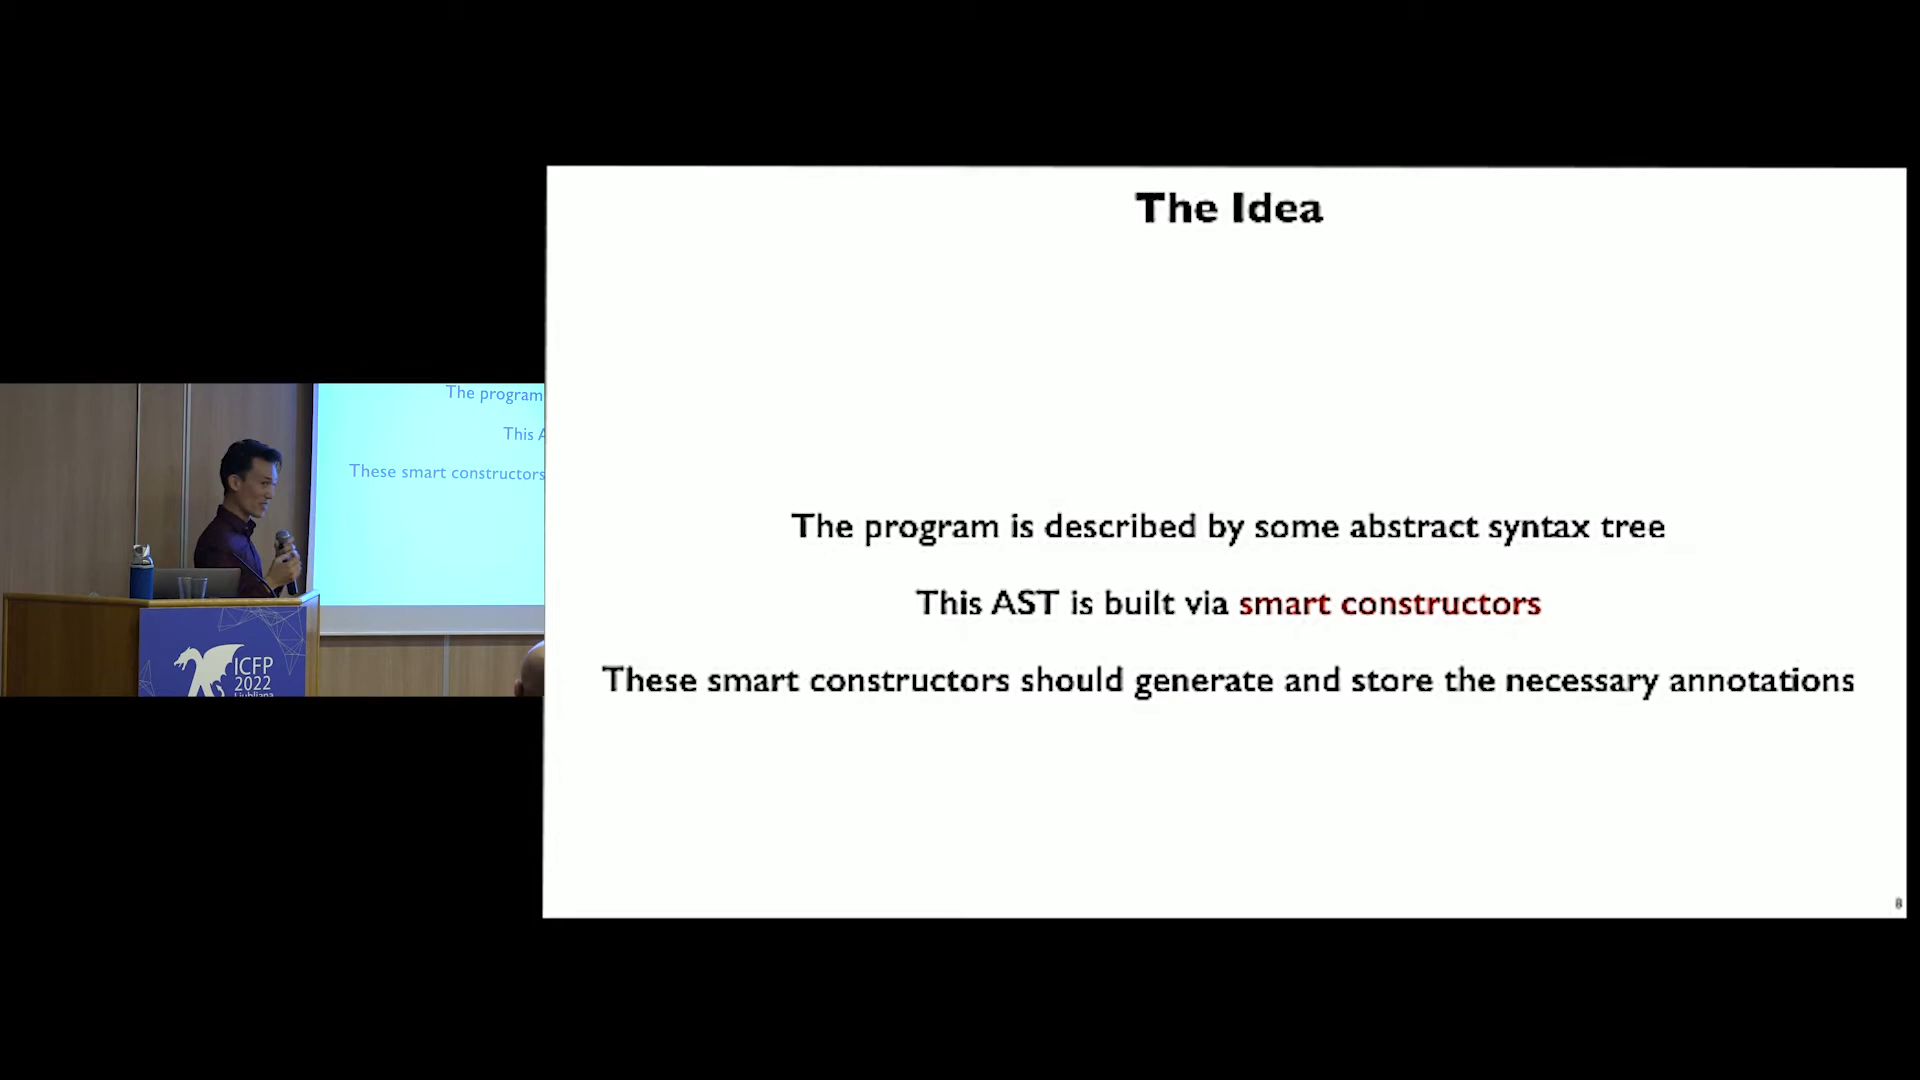 The Idea
The program is described by some abstract syntax tree
This AST is built via smart constructors
These smart constructors should generate and store the necessary annotations
8
The program
This A
These smart constructors
ICFP
2022
Ljubljana